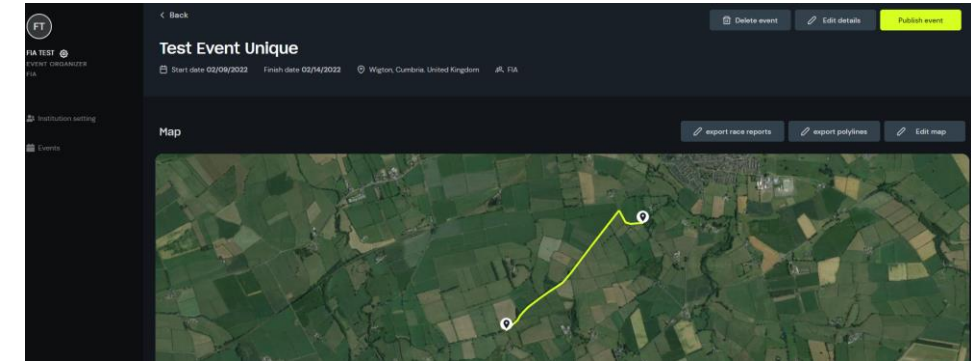 FT
FIA TEST
EVENT ORGANIZER
FIA
Institution setting
Events
< Back
Delete event
Edit details
Publish event
Test Event Unique
Start date 02/09/2022 Finish date 02/14/2022 Wigton, Cumbria. United Kingdom FIA
Map
export race reports
export polylines
Edit map